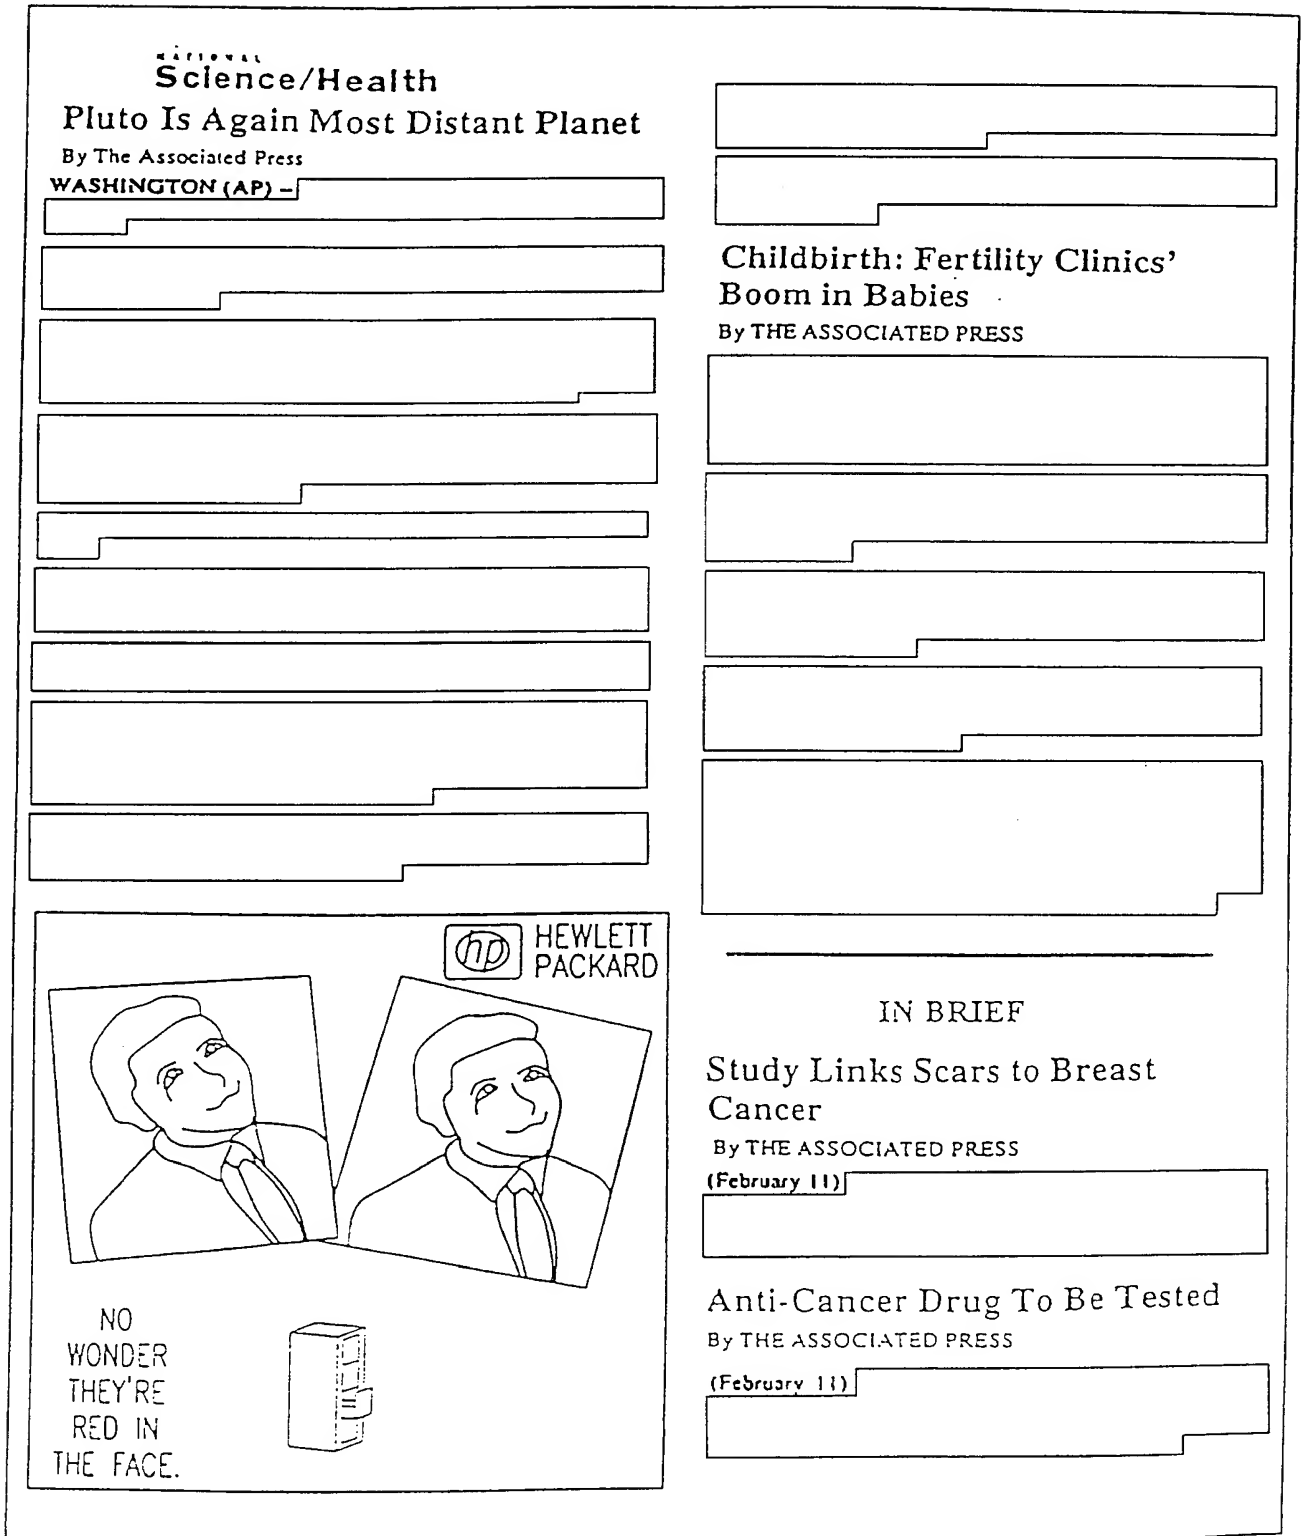 NATIONAL
Science/Health
Pluto Is Again Most Distant Planet
By The Associated Press
WASHINGTON (AP) –
Childbirth: Fertility Clinics'
Boom in Babies
By THE ASSOCIATED PRESS
hp HEWLETT
PACKARD
NO
WONDER
THEY'RE
RED IN
THE FACE.
IN BRIEF
Study Links Scars to Breast
Cancer
By THE ASSOCIATED PRESS
(February 11)
Anti-Cancer Drug To Be Tested
By THE ASSOCIATED PRESS
(February 11)